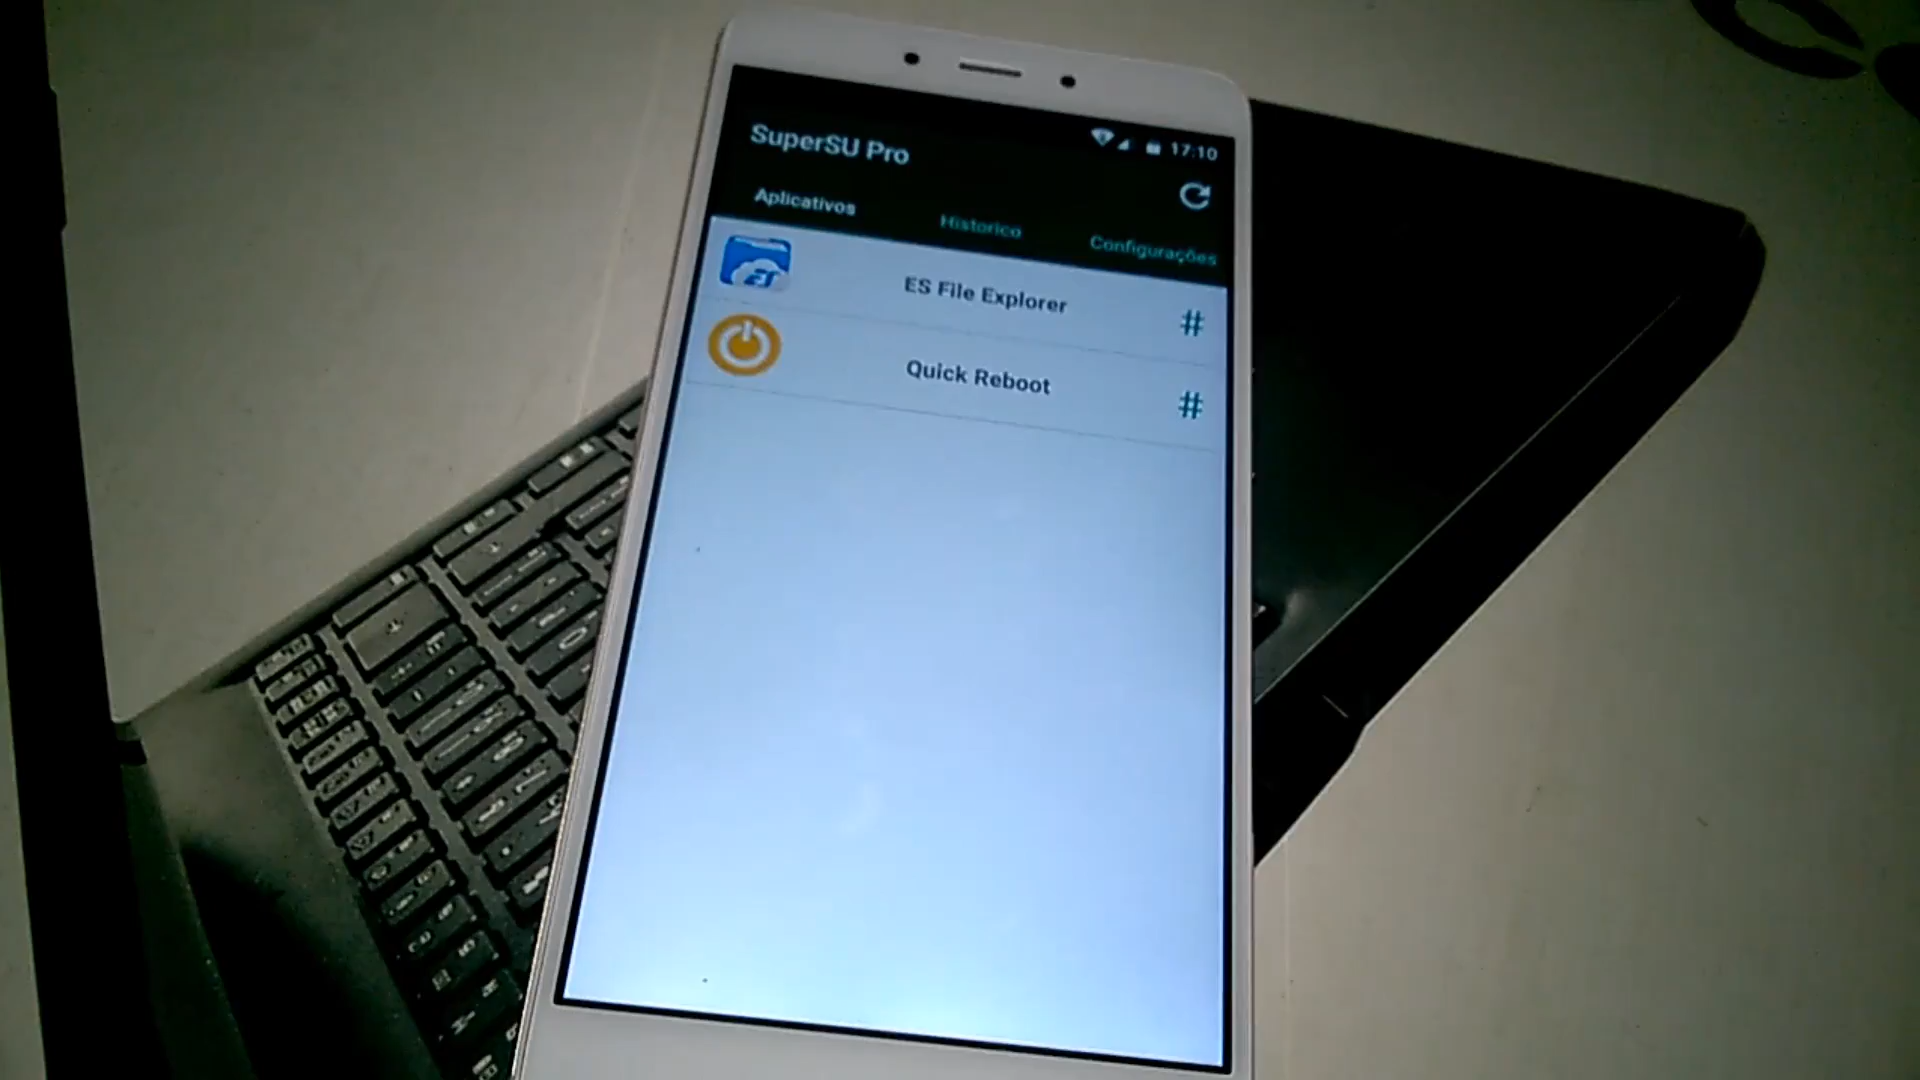 17:10
SuperSU Pro
Aplicativos
Historico
Configurações
ES File Explorer
#
Quick Reboot
#